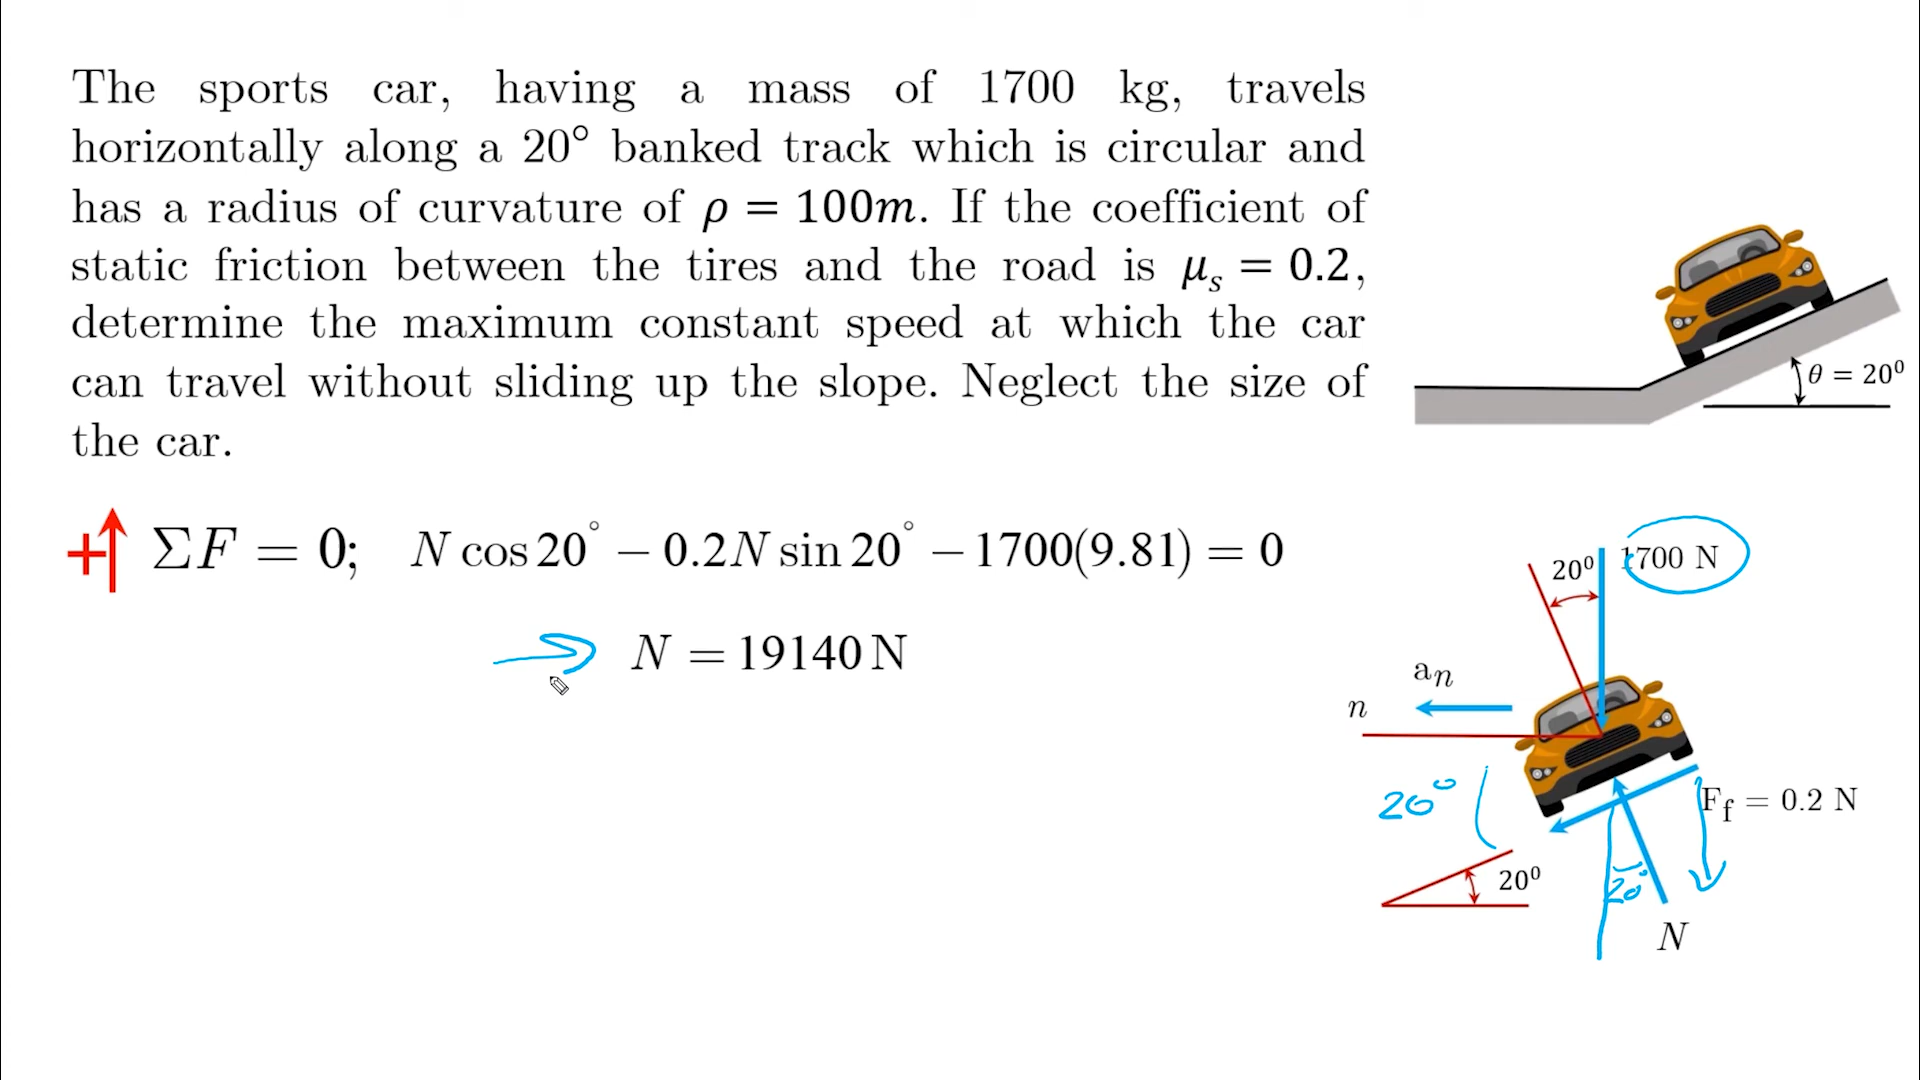 The sports car, having a mass of 1700 kg, travels
horizontally along a 20° banked track which is circular and
has a radius of curvature of ρ = 100m. If the coefficient of
static friction between the tires and the road is μₛ = 0.2,
determine the maximum constant speed at which the car
can travel without sliding up the slope. Neglect the size of
the car.
θ = 20⁰
+ ΣF = 0; N cos 20° − 0.2N sin 20° − 1700(9.81) = 0
N = 19140 N
20⁰
1700 N
aₙ
n
20°
F_f = 0.2 N
20⁰
20°
N